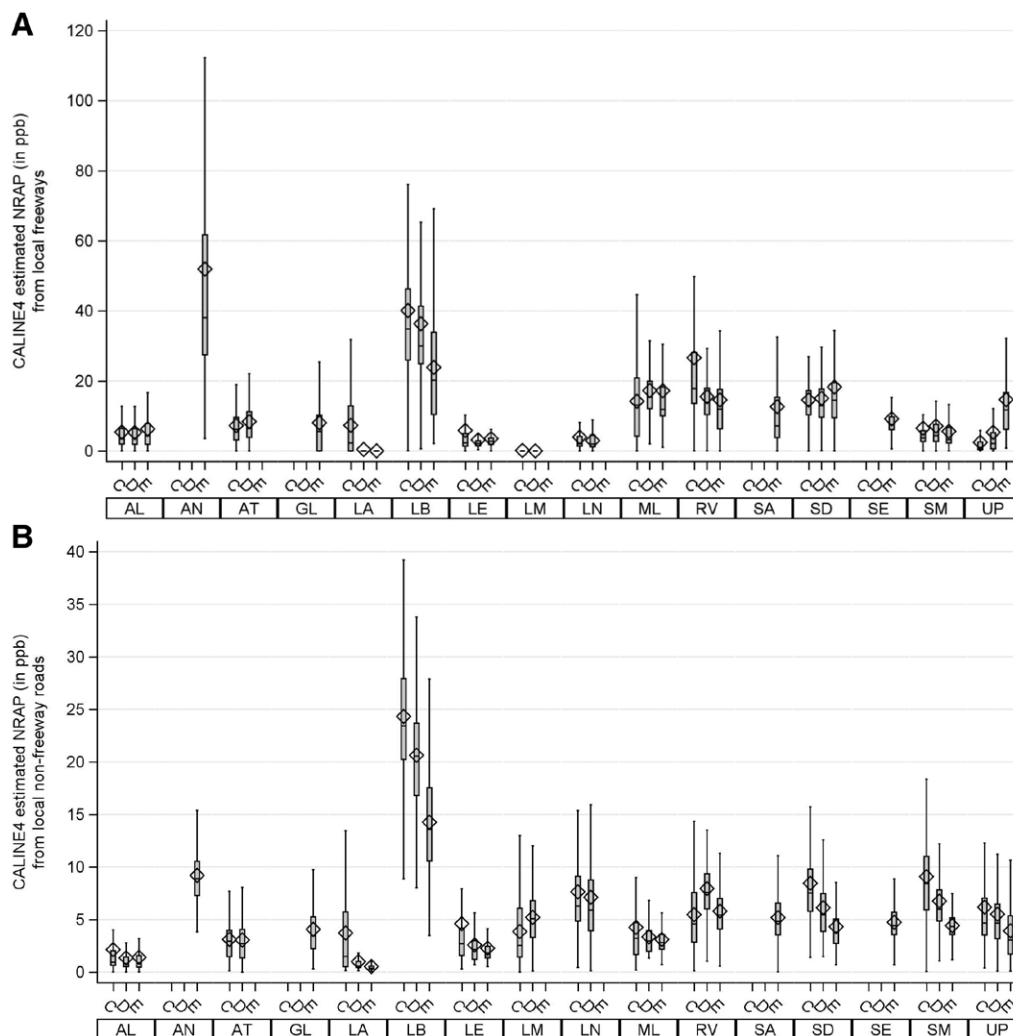 A
CALINE4 estimated NRAP (in ppb)
from local freeways
120
100
80
60
40
20
0
C D E C D E C D E C D E C D E C D E C D E C D E C D E C D E C D E C D E C D E C D E C D E C D E
AL AN AT GL LA LB LE LM LN ML RV SA SD SE SM UP
B
CALINE4 estimated NRAP (in ppb)
from local non-freeway roads
40
35
30
25
20
15
10
5
0
C D E C D E C D E C D E C D E C D E C D E C D E C D E C D E C D E C D E C D E C D E C D E C D E
AL AN AT GL LA LB LE LM LN ML RV SA SD SE SM UP